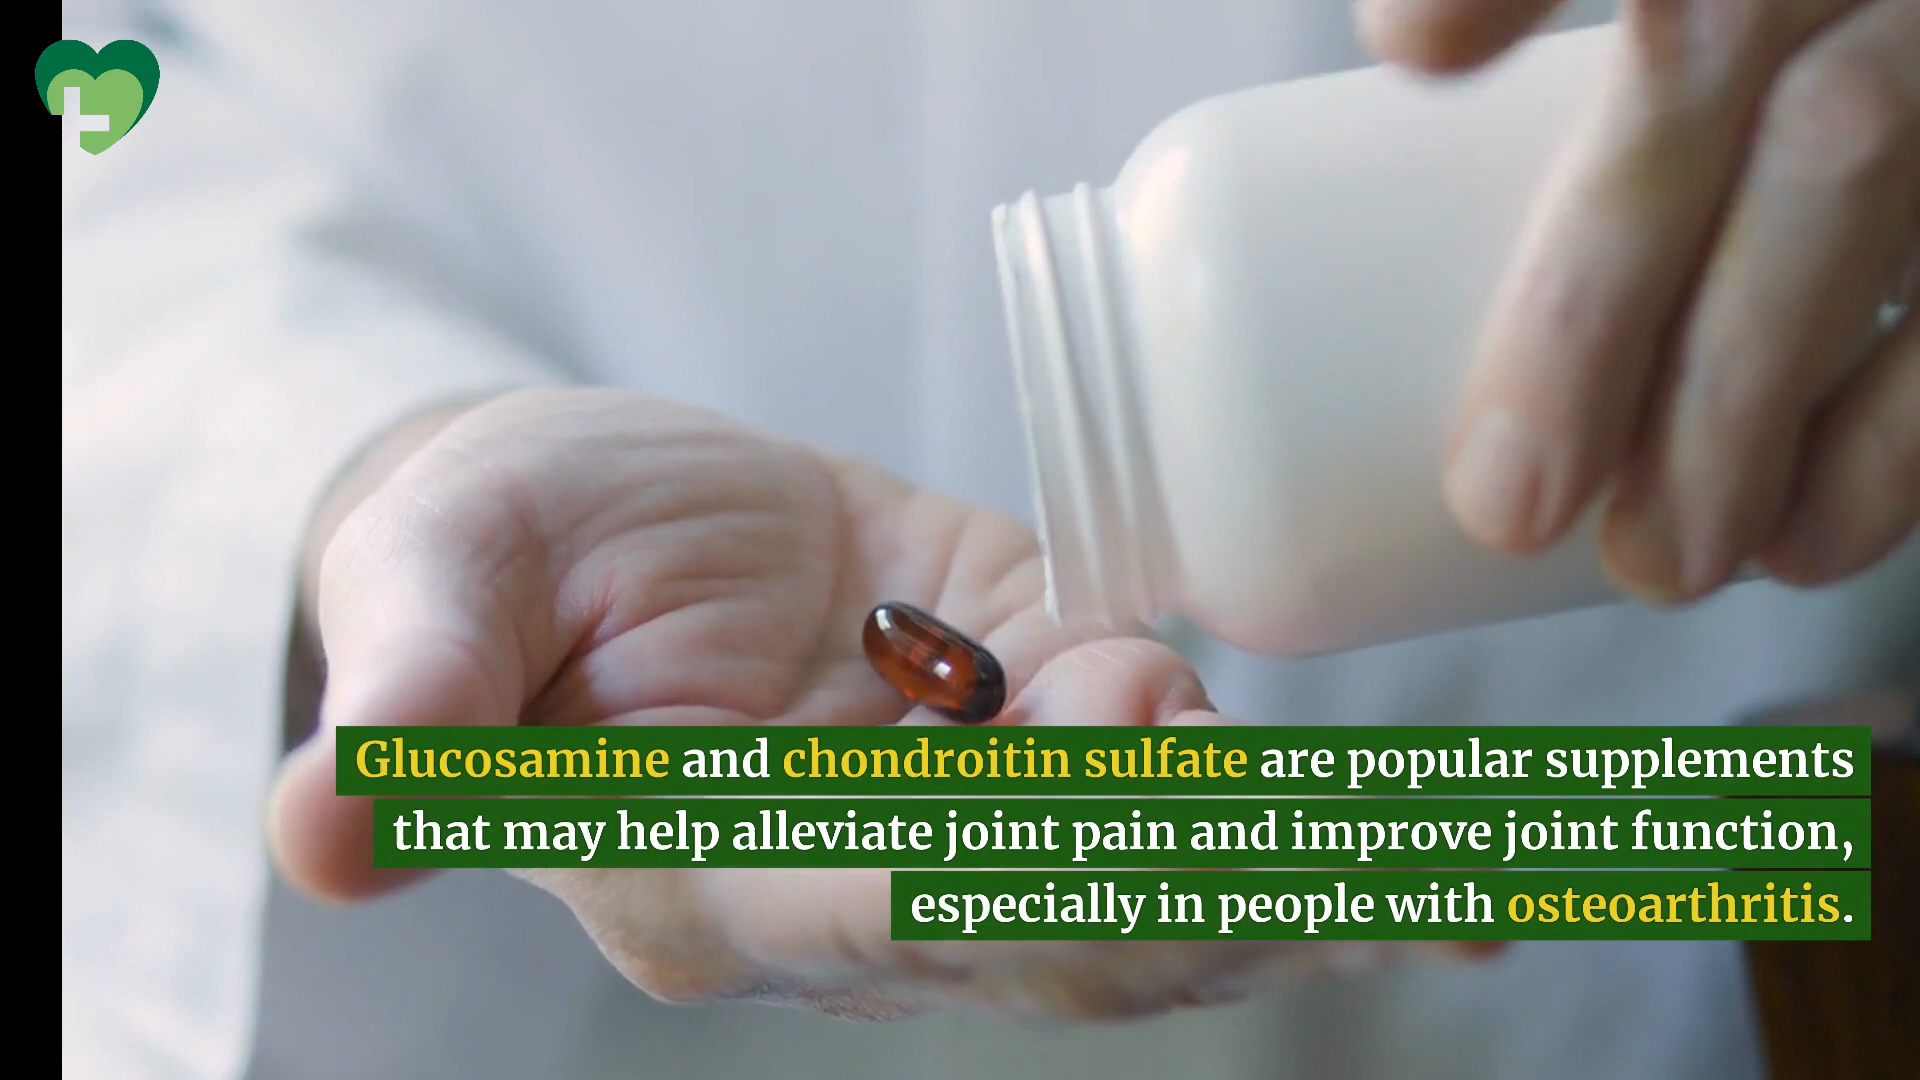 Glucosamine and chondroitin sulfate are popular supplements
that may help alleviate joint pain and improve joint function,
especially in people with osteoarthritis.